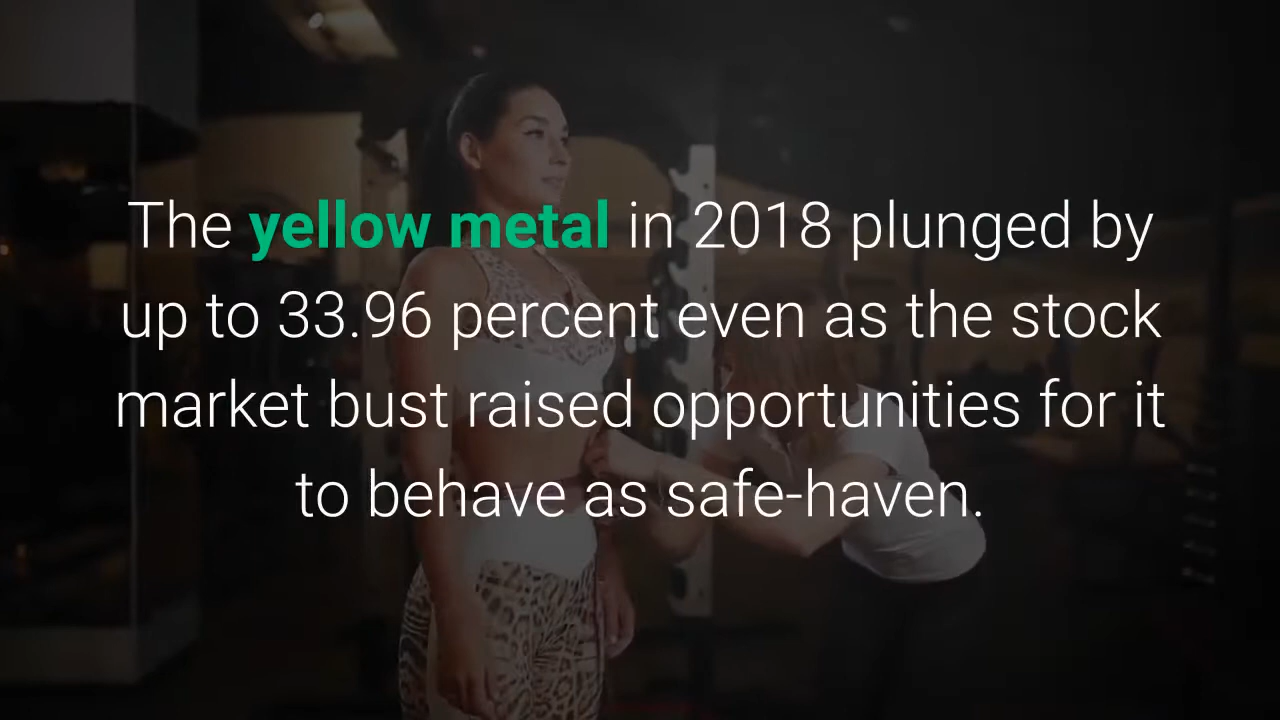 The yellow metal in 2018 plunged by
up to 33.96 percent even as the stock
market bust raised opportunities for it
to behave as safe-haven.